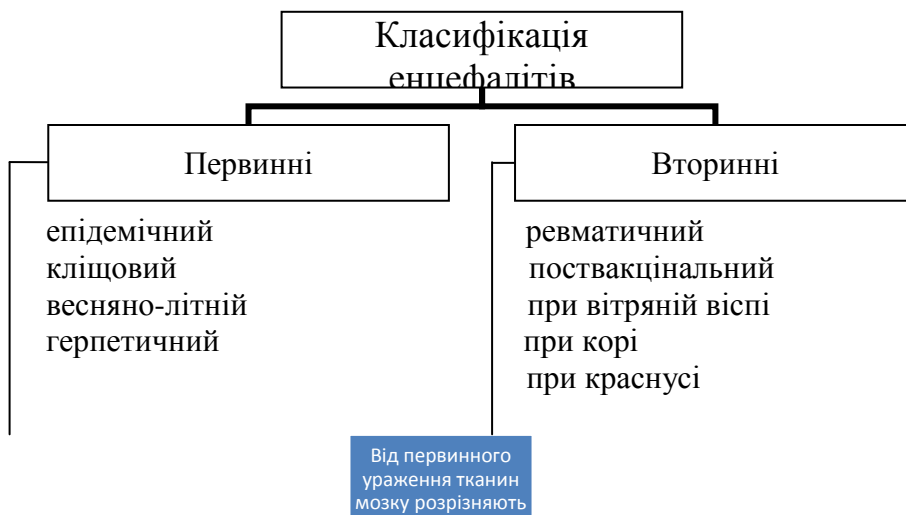 Класифікація
енцефалітів
Первинні
Вторинні
епідемічний
кліщовий
весняно-літній
герпетичний
ревматичний
поствакцінальний
при вітряній віспі
при корі
при краснусі
Від первинного
ураження тканин
мозку розрізняють